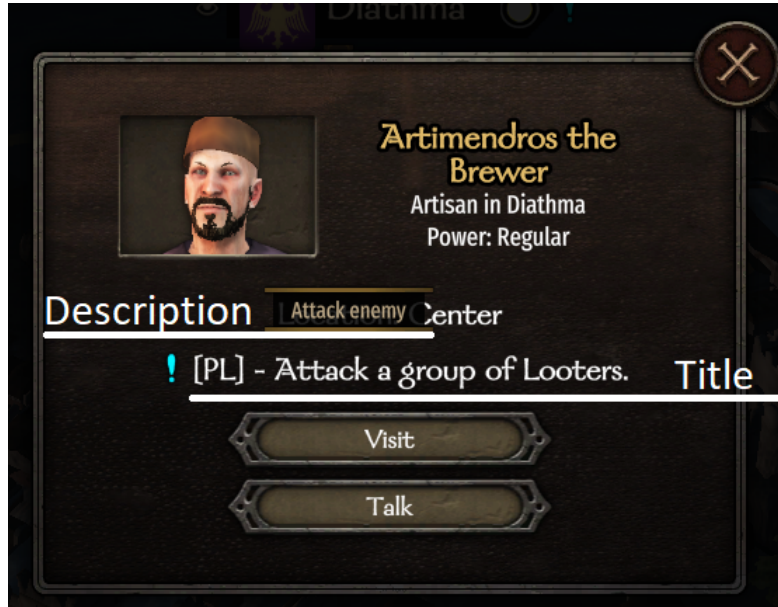 Diathma !
Artimendros the
Brewer
Artisan in Diathma
Power: Regular
Description Attack enemy Center
! [PL] - Attack a group of Looters. Title
Visit
Talk